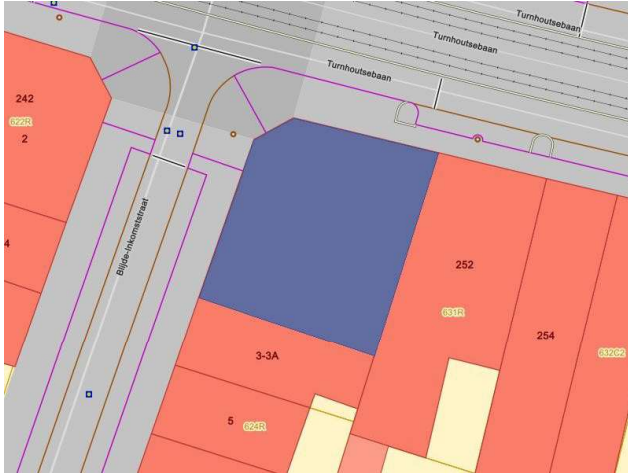 Turnhoutsebaan
Turnhoutsebaan
Turnhoutsebaan
242
622R
2
4
Blijde-Inkomststraat
252
631R
254
632C2
3-3A
5
624R